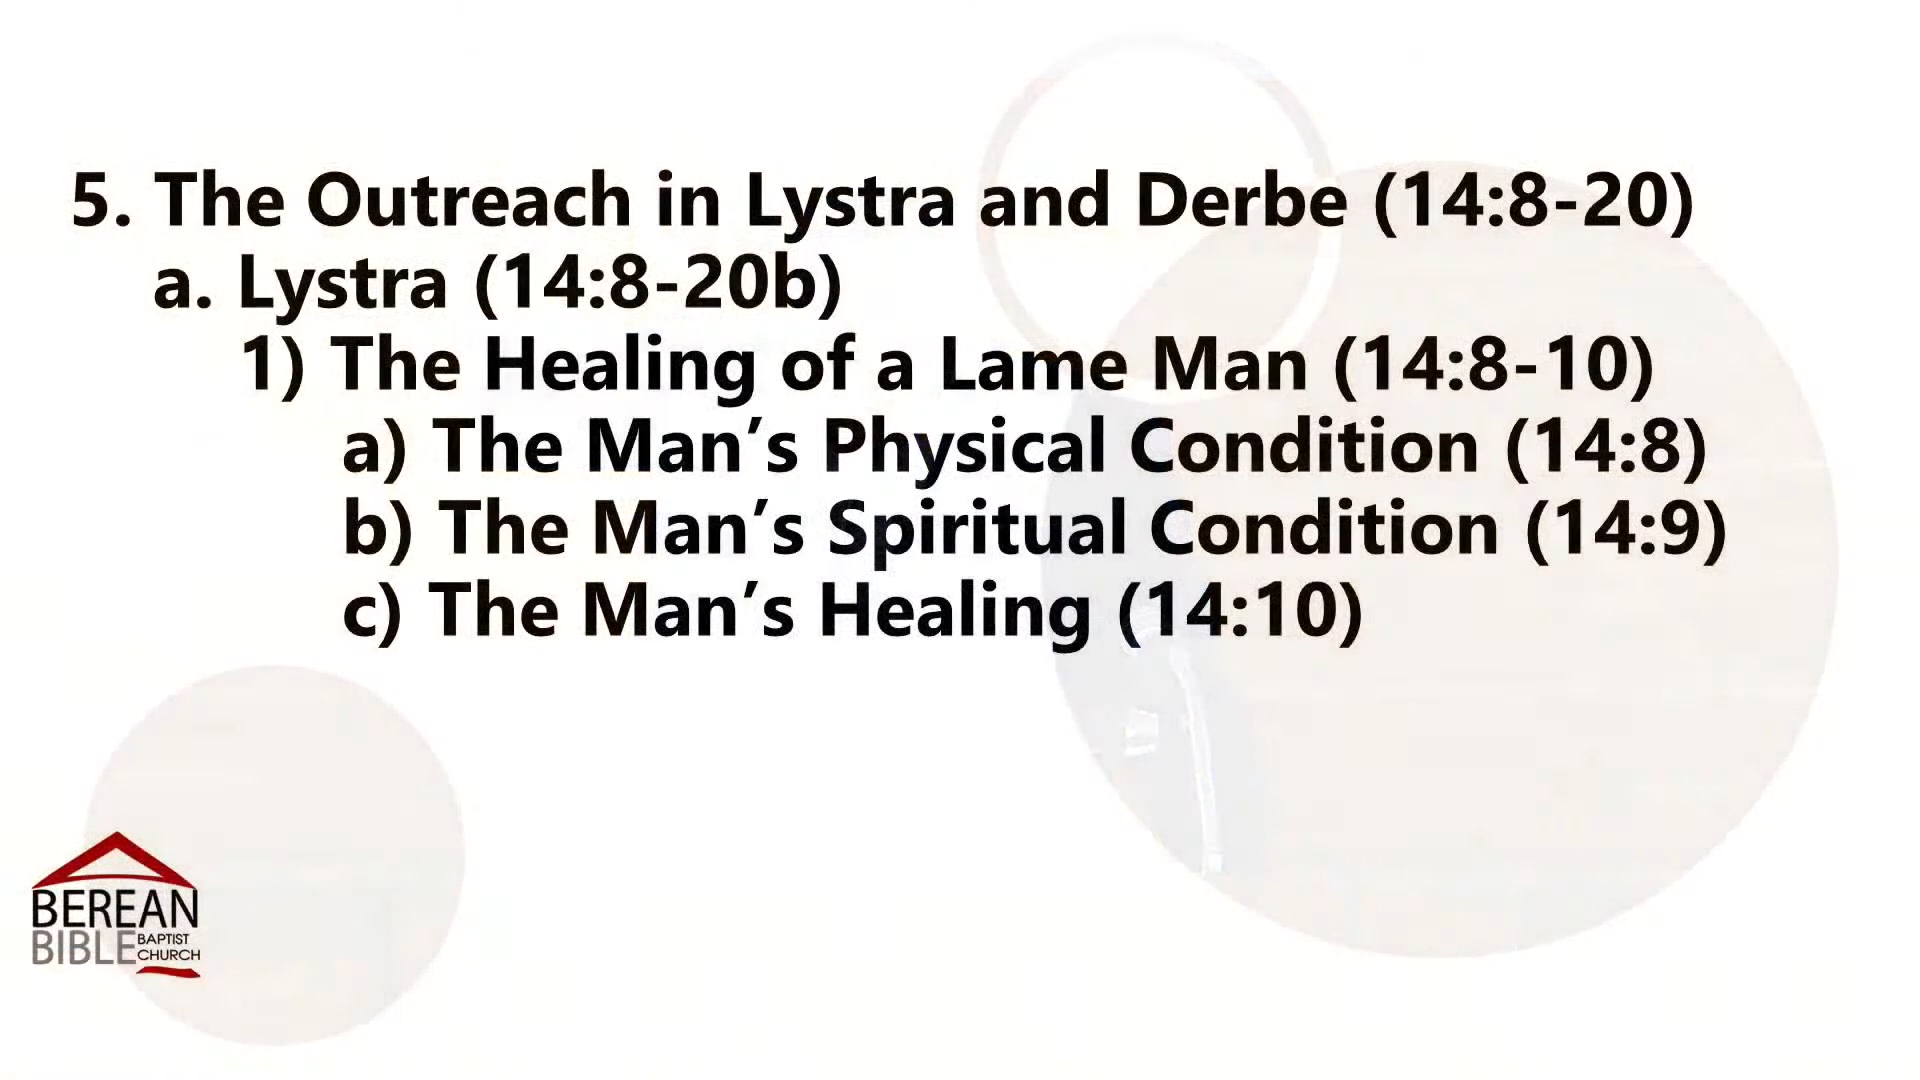 5. The Outreach in Lystra and Derbe (14:8-20)
a. Lystra (14:8-20b)
1) The Healing of a Lame Man (14:8-10)
a) The Man’s Physical Condition (14:8)
b) The Man’s Spiritual Condition (14:9)
c) The Man’s Healing (14:10)
BEREAN
BIBLE BAPTIST
CHURCH